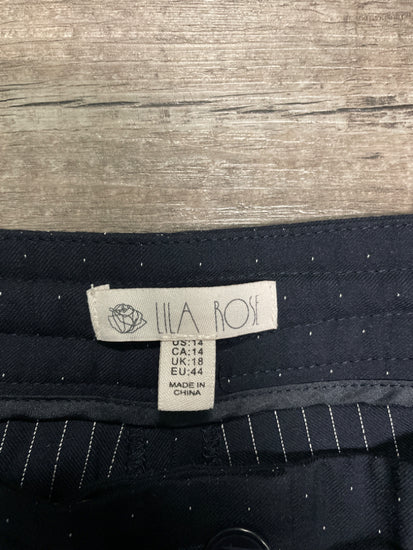 LILA ROSE
US:14
CA:14
UK:18
EU:44
MADE IN
CHINA